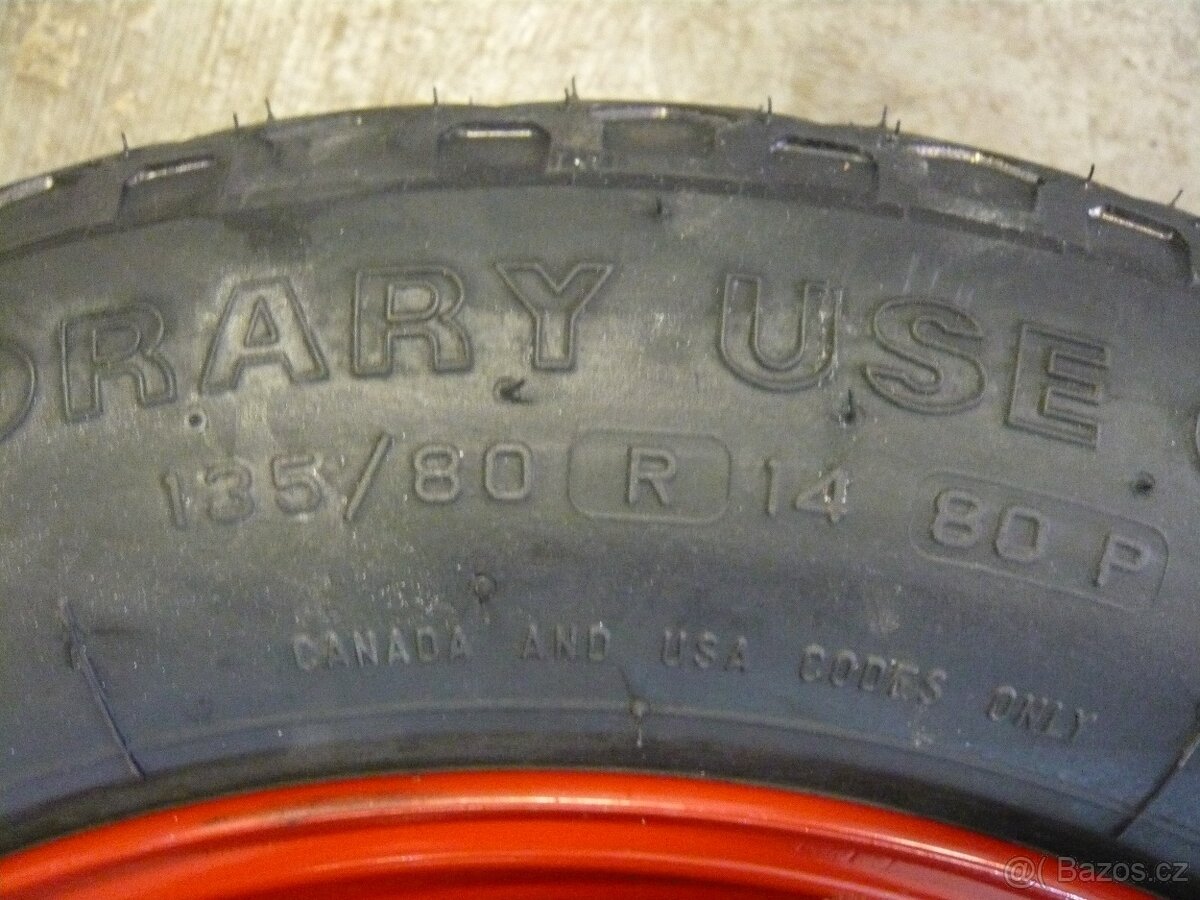 ORARY USE
135/80 R 14 80 P
CANADA AND USA CODES ONLY
@( Bazos.cz